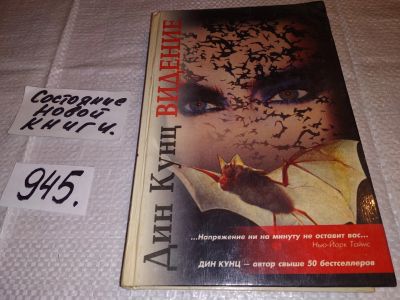 Состояние
новой
книги.
945.
Дин Кунц
ВИДЕНИЕ
...Напряжение ни на минуту не оставит вас...
Нью-Йорк Таймс
ДИН КУНЦ – автор свыше 50 бестселлеров